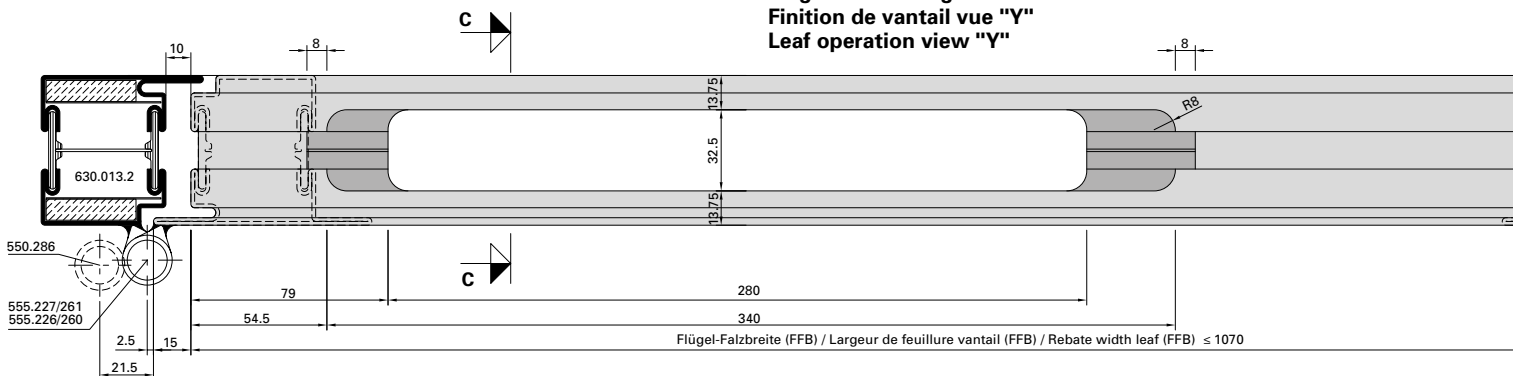 Finition de vantail vue "Y"
Leaf operation view "Y"
C
10
8
8
13.75
R8
32.5
630.013.2
13.75
550.286
C
555.227/261
555.226/260
79
280
54.5
340
Flügel-Falzbreite (FFB) / Largeur de feuillure vantail (FFB) / Rebate width leaf (FFB) ≤ 1070
2.5
15
21.5